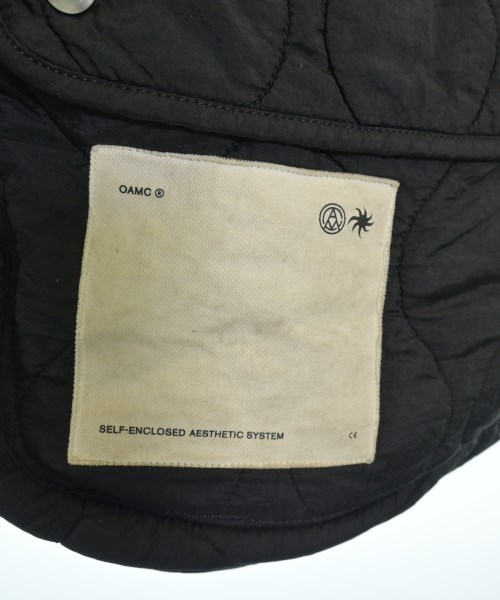 OAMC ®
SELF-ENCLOSED AESTHETIC SYSTEM